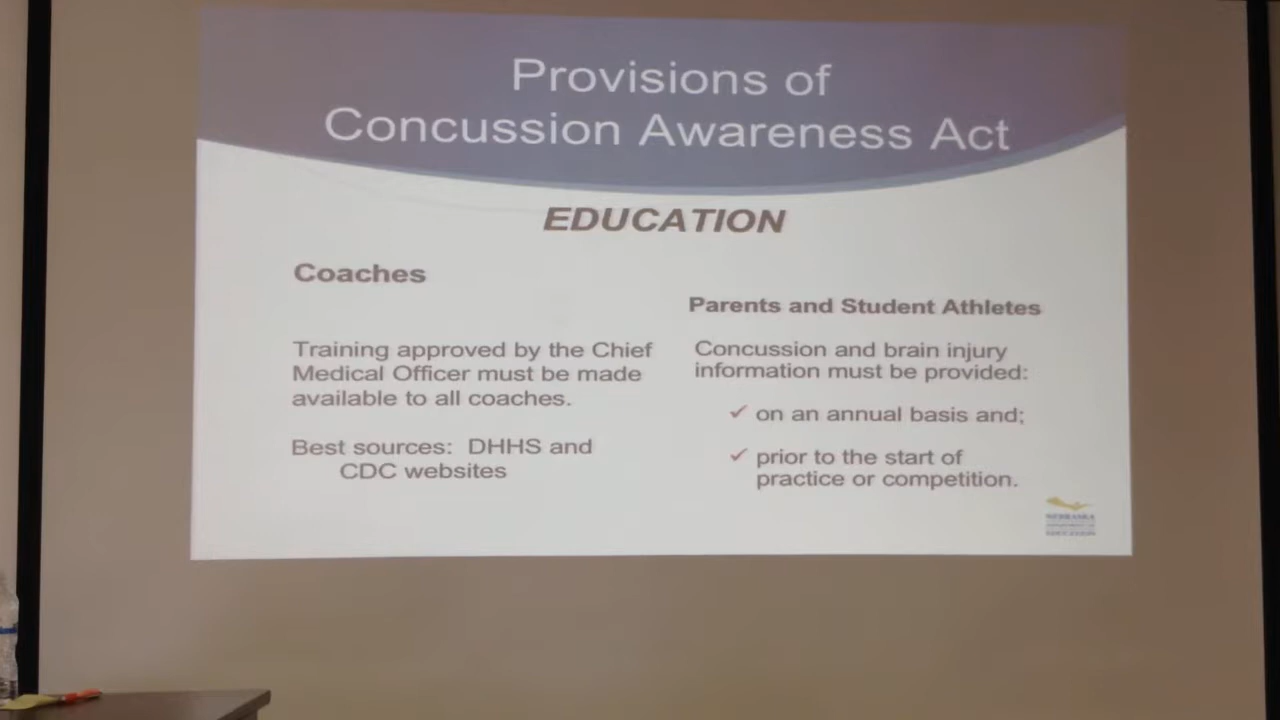 Provisions of
Concussion Awareness Act
EDUCATION
Coaches
Training approved by the Chief
Medical Officer must be made
available to all coaches.
Best sources: DHHS and
CDC websites
Parents and Student Athletes
Concussion and brain injury
information must be provided:
✓ on an annual basis and;
✓ prior to the start of
practice or competition.
NEBRASKA
EDUCATION